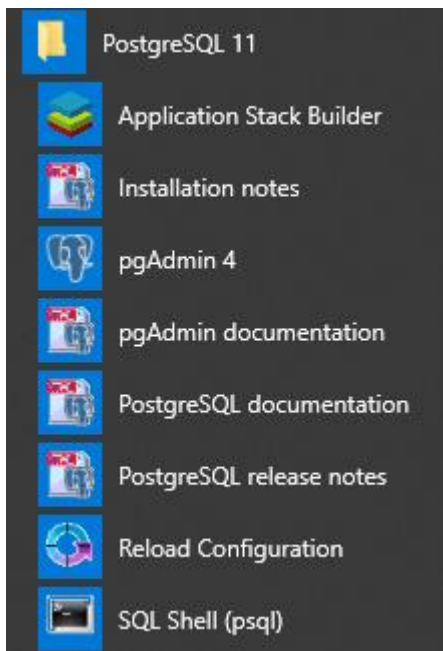 PostgreSQL 11
Application Stack Builder
Installation notes
pgAdmin 4
pgAdmin documentation
PostgreSQL documentation
PostgreSQL release notes
Reload Configuration
SQL Shell (psql)